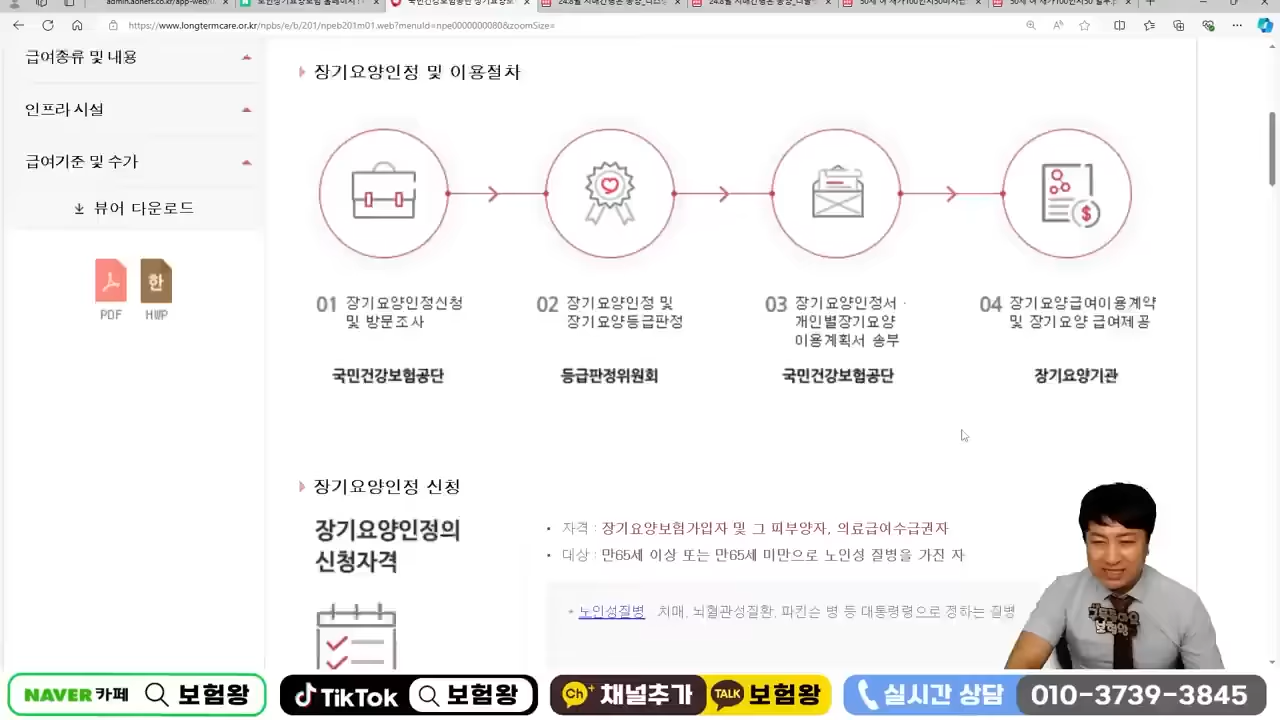 https://www.longtermcare.or.kr/npbs/e/b/201/npeb201m01.web?menuId=npe0000000080&zoomSize=
급여종류 및 내용
인프라 시설
급여기준 및 수가
뷰어 다운로드
한
PDF HWP
장기요양인정 및 이용절차
01 장기요양인정신청
및 방문조사
국민건강보험공단
02 장기요양인정 및
장기요양등급판정
등급판정위원회
03 장기요양인정서 ·
개인별장기요양
이용계획서 송부
국민건강보험공단
04 장기요양급여이용계약
및 장기요양 급여제공
장기요양기관
$
장기요양인정 신청
장기요양인정의
신청자격
• 자격 : 장기요양보험가입자 및 그 피부양자, 의료급여수급권자
• 대상 : 만65세 이상 또는 만65세 미만으로 노인성 질병을 가진 자
* 노인성질병 치매, 뇌혈관성질환, 파킨슨 병 등 대통령령으로 정하는 질병
보험왕
NAVER 카페 보험왕
TikTok 보험왕
Ch+ 채널추가 TALK 보험왕
실시간 상담 010-3739-3845